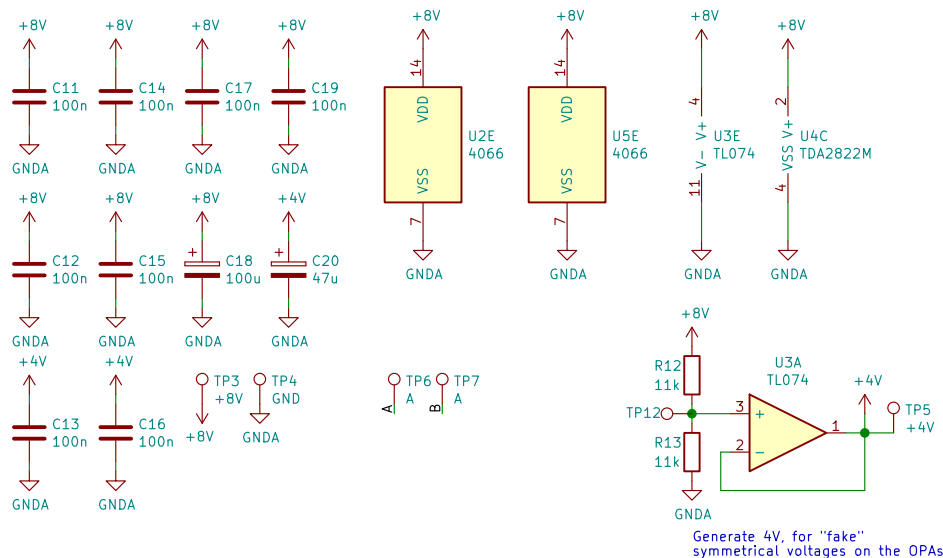 +8V +8V +8V +8V +8V +8V +8V +8V
C11 100n
C14 100n
C17 100n
C19 100n
GNDA GNDA GNDA GNDA
14 VDD VSS 7
U2E
4066
GNDA
14 VDD VSS 7
U5E
4066
GNDA
4 V+ V- 11
U3E
TL074
GNDA
2 V+ VSS 4
U4C
TDA2822M
GNDA
+8V +8V +8V +4V
C12 100n
C15 100n
+ C18 100u
+ C20 47u
GNDA GNDA GNDA GNDA
+4V +4V
C13 100n
C16 100n
GNDA GNDA
TP3
+8V
+8V
TP4
GND
GNDA
TP6
A
A
TP7
A
B
+8V
R12
11k
TP12
R13
11k
GNDA
U3A
TL074
3 +
2 -
1
+4V
TP5
+4V
Generate 4V, for "fake"
symmetrical voltages on the OPAs